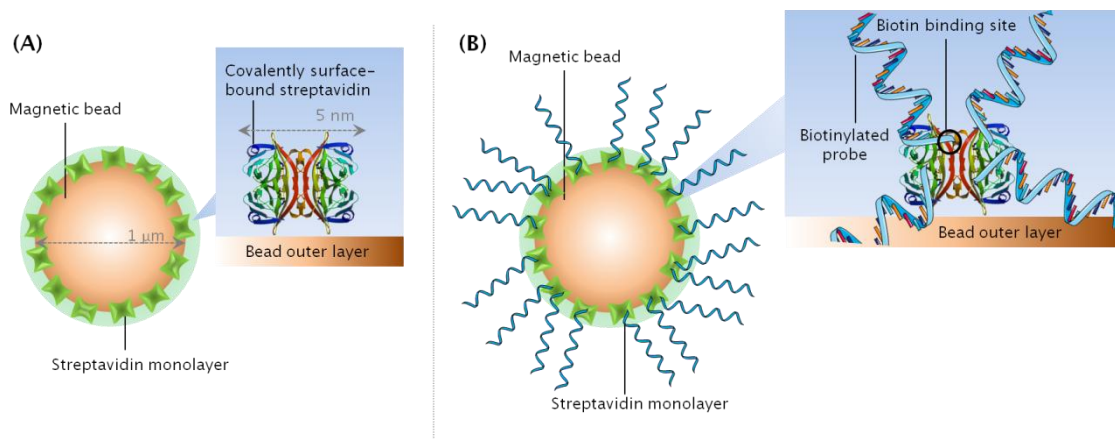 (A)
Covalently surface-
bound streptavidin
5 nm
Magnetic bead
1 μm
Bead outer layer
Streptavidin monolayer
(B)
Biotin binding site
Magnetic bead
Biotinylated
probe
Bead outer layer
Streptavidin monolayer